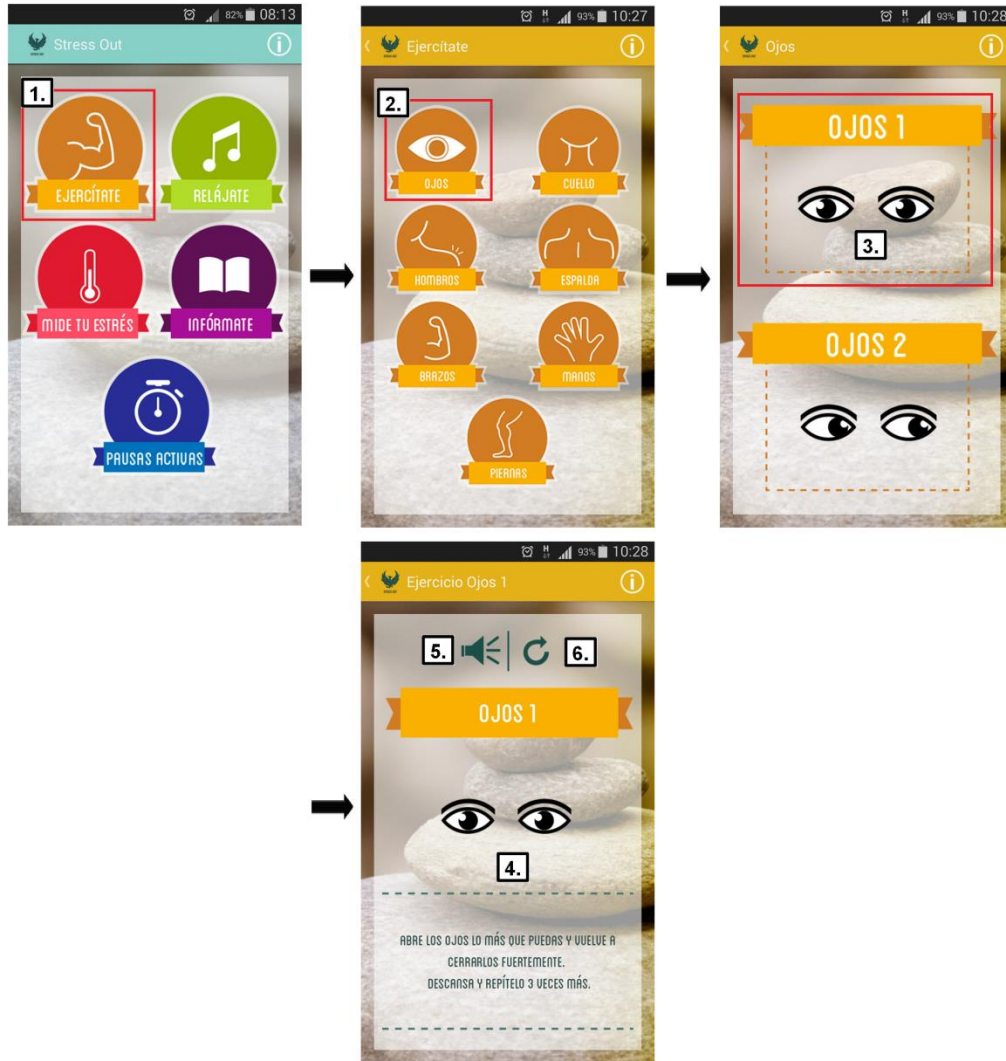 82% 08:13
Stress Out
1.
EJERCÍTATE
RELÁJATE
MIDE TU ESTRÉS
INFÓRMATE
PAUSAS ACTIVAS
H 93% 10:27
Ejercítate
2.
OJOS
CUELLO
HOMBROS
ESPALDA
BRAZOS
MANOS
PIERNAS
H 93% 10:28
Ojos
OJOS 1
3.
OJOS 2
H 93% 10:28
Ejercicio Ojos 1
5.
6.
OJOS 1
4.
ABRE LOS OJOS LO MÁS QUE PUEDAS Y VUELVE A
CERRARLOS FUERTEMENTE.
DESCANSA Y REPÍTELO 3 VECES MÁS.